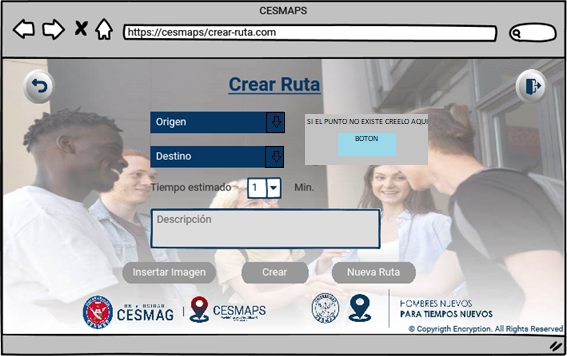 CESMAPS
https://cesmaps/crear-ruta.com
Crear Ruta
Origen
SI EL PUNTO NO EXISTE CREELO AQUI
BOTON
Destino
Tiempo estimado 1 Min.
Descripción
Insertar Imagen Crear Nueva Ruta
CESMAG
CESMAPS
HOMBRES NUEVOS
PARA TIEMPOS NUEVOS
© Copyrigth Encryption. All Rights Reserved